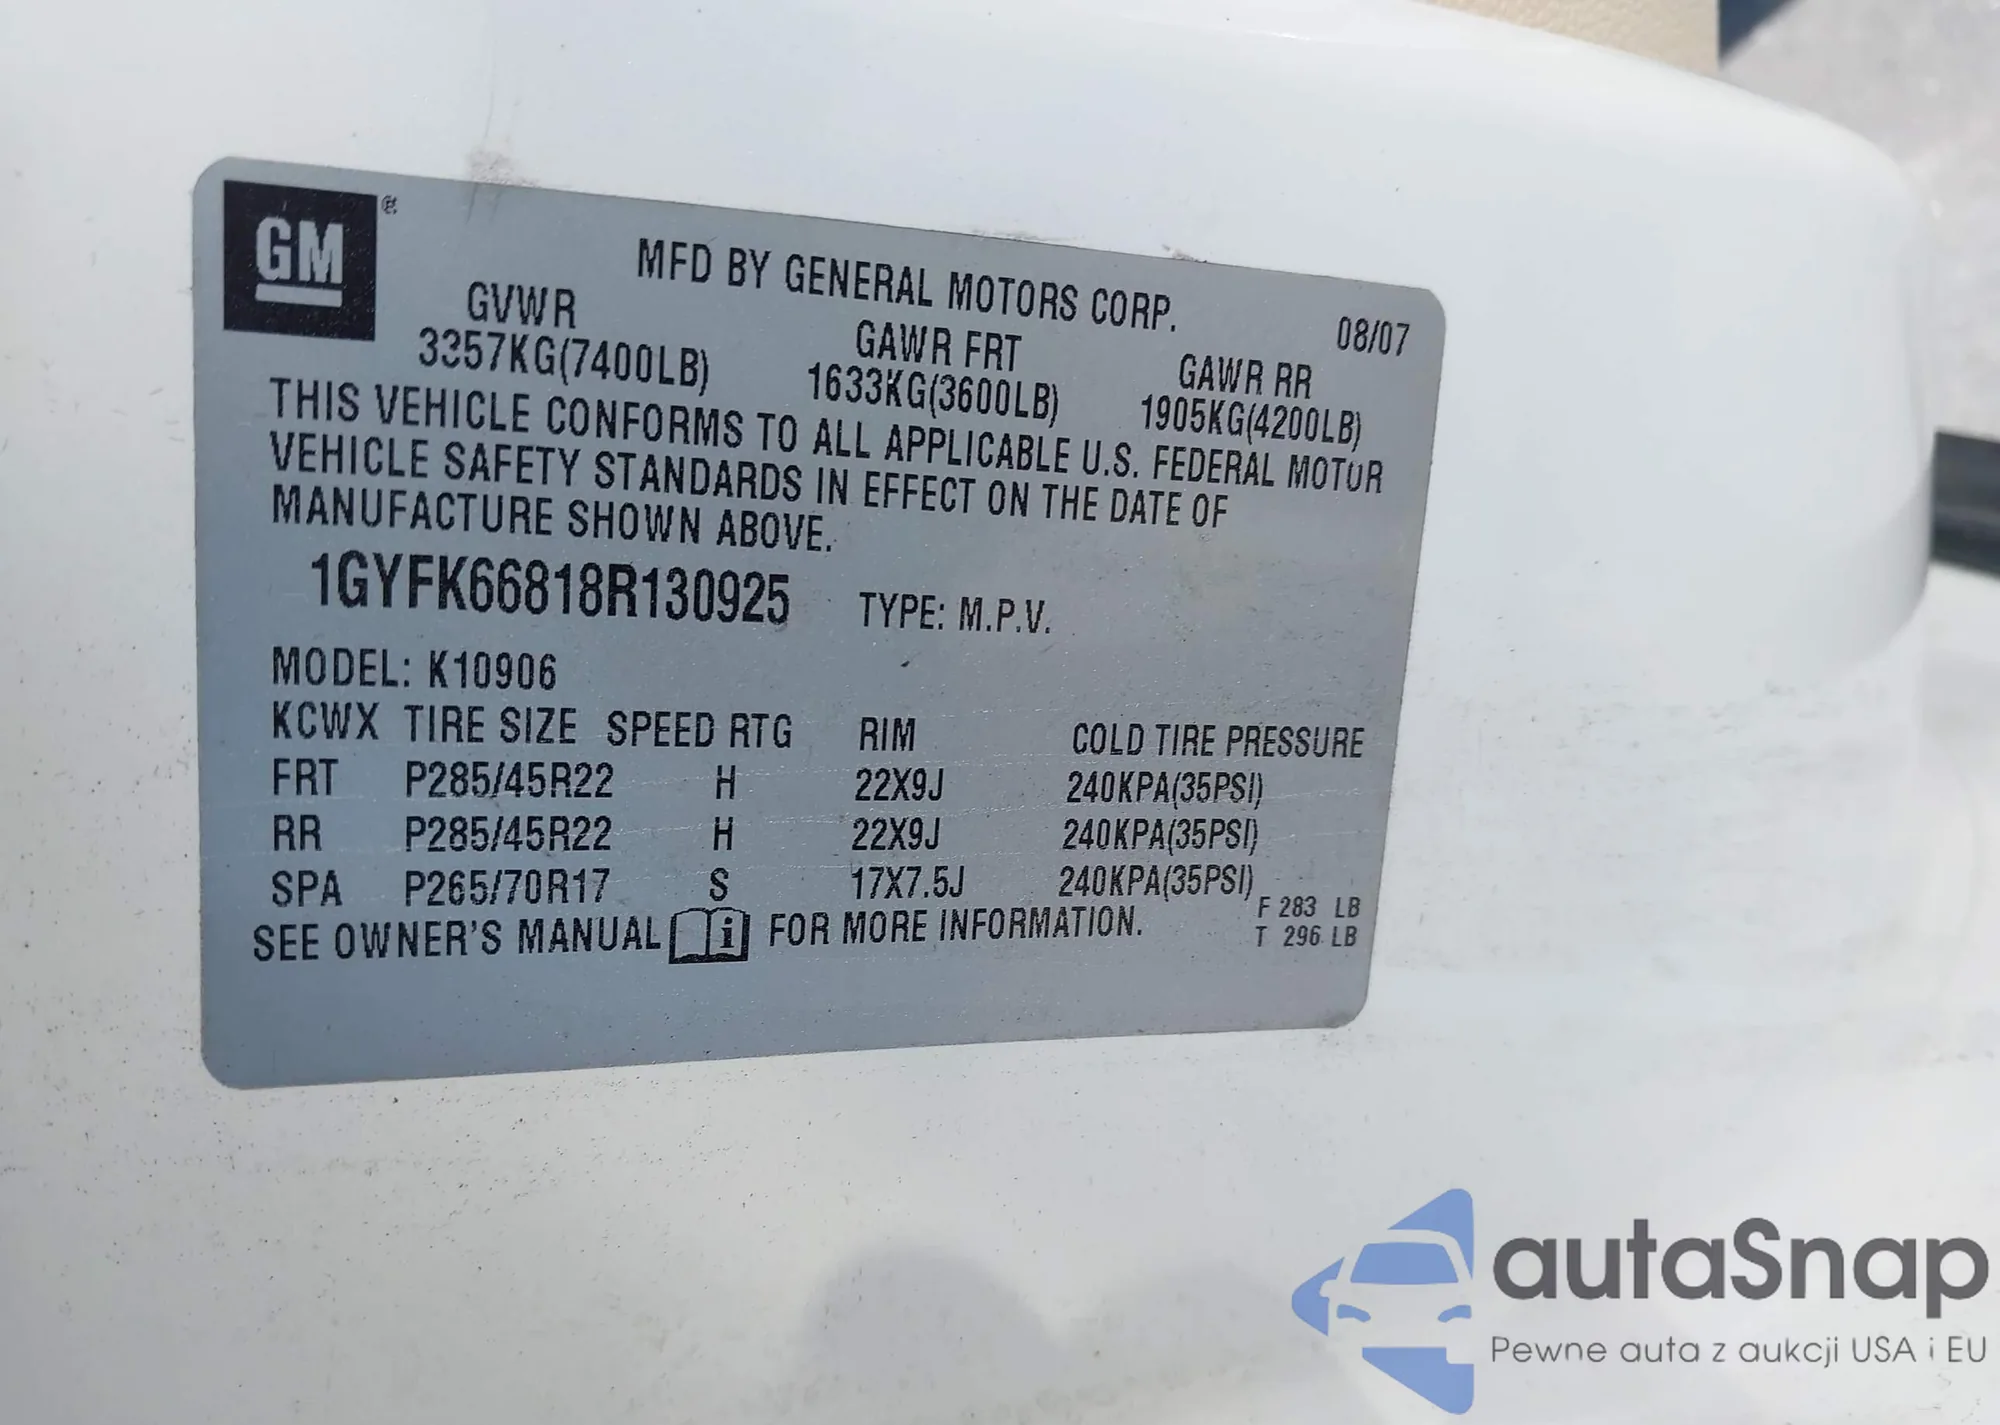 GM ®
MFD BY GENERAL MOTORS CORP.
08/07
GVWR GAWR FRT GAWR RR
3357KG(7400LB) 1633KG(3600LB) 1905KG(4200LB)
THIS VEHICLE CONFORMS TO ALL APPLICABLE U.S. FEDERAL MOTOR
VEHICLE SAFETY STANDARDS IN EFFECT ON THE DATE OF
MANUFACTURE SHOWN ABOVE.
1GYFK66818R130925 TYPE: M.P.V.
MODEL: K10906
KCWX TIRE SIZE SPEED RTG RIM COLD TIRE PRESSURE
FRT P285/45R22 H 22X9J 240KPA(35PSI)
RR P285/45R22 H 22X9J 240KPA(35PSI)
SPA P265/70R17 S 17X7.5J 240KPA(35PSI)
F 283 LB
T 296 LB
SEE OWNER'S MANUAL i FOR MORE INFORMATION.
autaSnap
Pewne auta z aukcji USA i EU